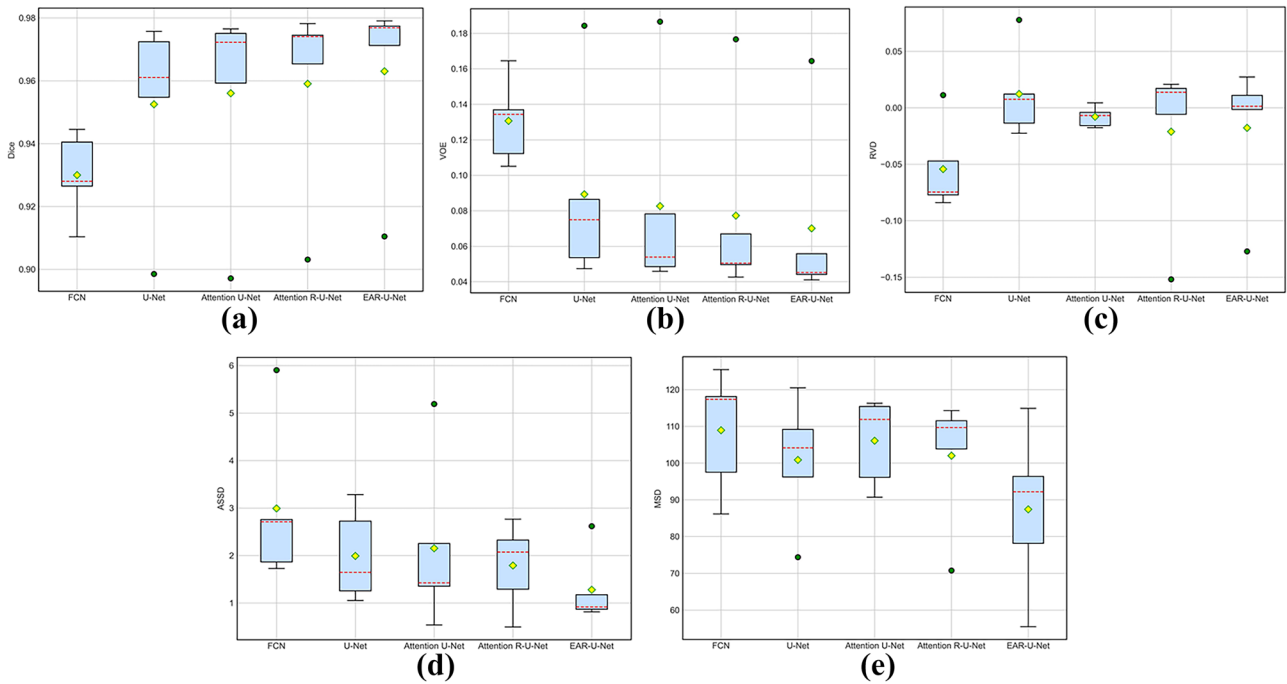 0.98
0.96
0.94
0.92
0.90
Dice
FCN U-Net Attention U-Net Attention R-U-Net EAR-U-Net
(a)
0.18
0.16
0.14
0.12
0.10
0.08
0.06
0.04
VOE
FCN U-Net Attention U-Net Attention R-U-Net EAR-U-Net
(b)
0.05
0.00
−0.05
−0.10
−0.15
RVD
FCN U-Net Attention U-Net Attention R-U-Net EAR-U-Net
(c)
6
5
4
3
2
1
ASSD
FCN U-Net Attention U-Net Attention R-U-Net EAR-U-Net
(d)
120
110
100
90
80
70
60
MSD
FCN U-Net Attention U-Net Attention R-U-Net EAR-U-Net
(e)